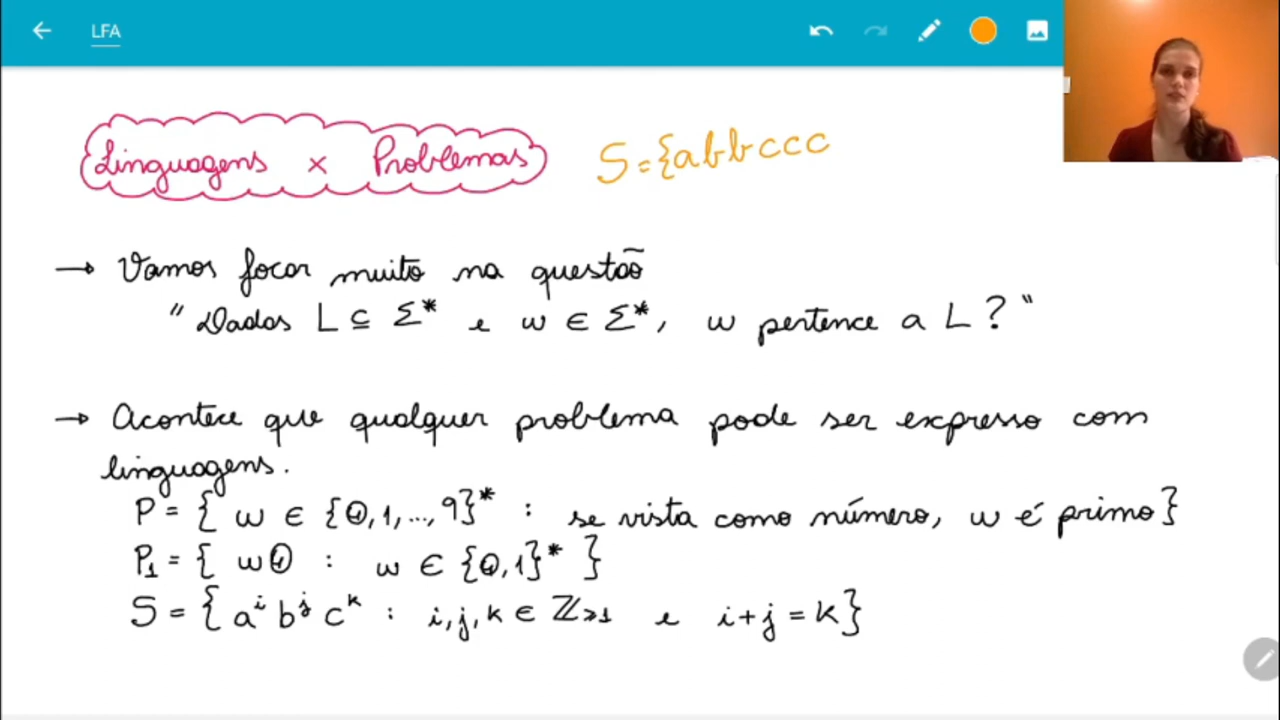 LFA
Linguagens x Problemas
S = {abbccc
→ Vamos focar muito na questão
"Dados L ⊆ Σ* e w ∈ Σ*, w pertence a L?"
→ Acontece que qualquer problema pode ser expresso com
linguagens.
P = { w ∈ {0,1,...,9}* : se vista como número, w é primo}
P₁ = { w0 : w ∈ {0,1}* }
S = { aⁱ bʲ cᵏ : i,j,k ∈ ℤ≥1 e i+j=k}